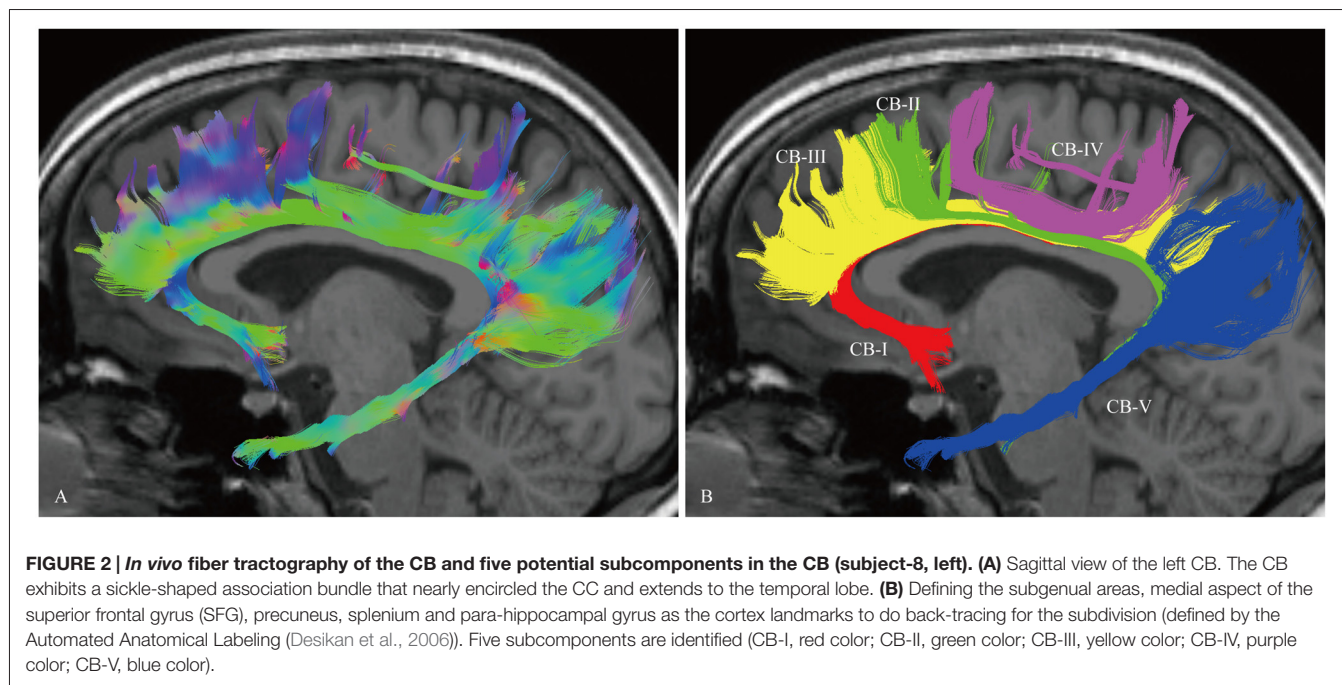 CB-II
CB-III
CB-IV
CB-I
CB-V
A
B
FIGURE 2 | In vivo fiber tractography of the CB and five potential subcomponents in the CB (subject-8, left). (A) Sagittal view of the left CB. The CB
exhibits a sickle-shaped association bundle that nearly encircled the CC and extends to the temporal lobe. (B) Defining the subgenual areas, medial aspect of the
superior frontal gyrus (SFG), precuneus, splenium and para-hippocampal gyrus as the cortex landmarks to do back-tracing for the subdivision (defined by the
Automated Anatomical Labeling (Desikan et al., 2006)). Five subcomponents are identified (CB-I, red color; CB-II, green color; CB-III, yellow color; CB-IV, purple
color; CB-V, blue color).